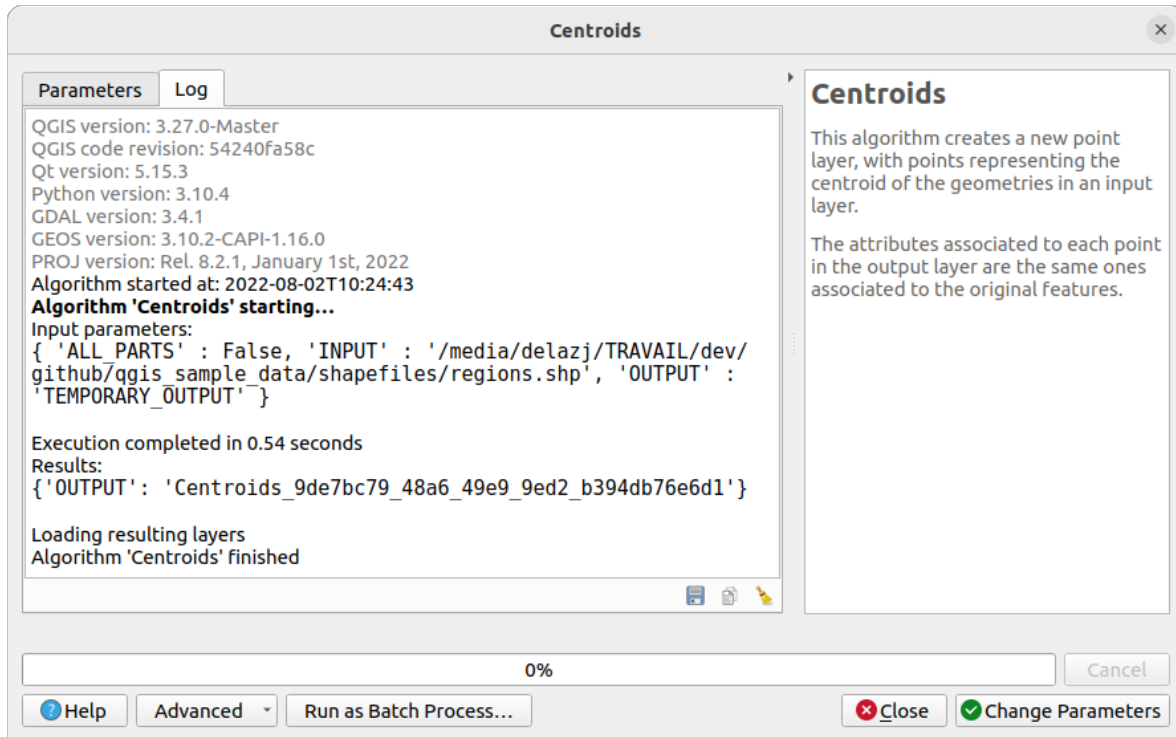 Centroids
Parameters
Log
QGIS version: 3.27.0-Master
QGIS code revision: 54240fa58c
Qt version: 5.15.3
Python version: 3.10.4
GDAL version: 3.4.1
GEOS version: 3.10.2-CAPI-1.16.0
PROJ version: Rel. 8.2.1, January 1st, 2022
Algorithm started at: 2022-08-02T10:24:43
Algorithm 'Centroids' starting…
Input parameters:
{ 'ALL_PARTS' : False, 'INPUT' : '/media/delazj/TRAVAIL/dev/
github/qgis_sample_data/shapefiles/regions.shp', 'OUTPUT' :
'TEMPORARY_OUTPUT' }
Execution completed in 0.54 seconds
Results:
{'OUTPUT': 'Centroids_9de7bc79_48a6_49e9_9ed2_b394db76e6d1'}
Loading resulting layers
Algorithm 'Centroids' finished
Centroids
This algorithm creates a new point
layer, with points representing the
centroid of the geometries in an input
layer.
The attributes associated to each point
in the output layer are the same ones
associated to the original features.
0%
Cancel
Help
Advanced
Run as Batch Process…
Close
Change Parameters